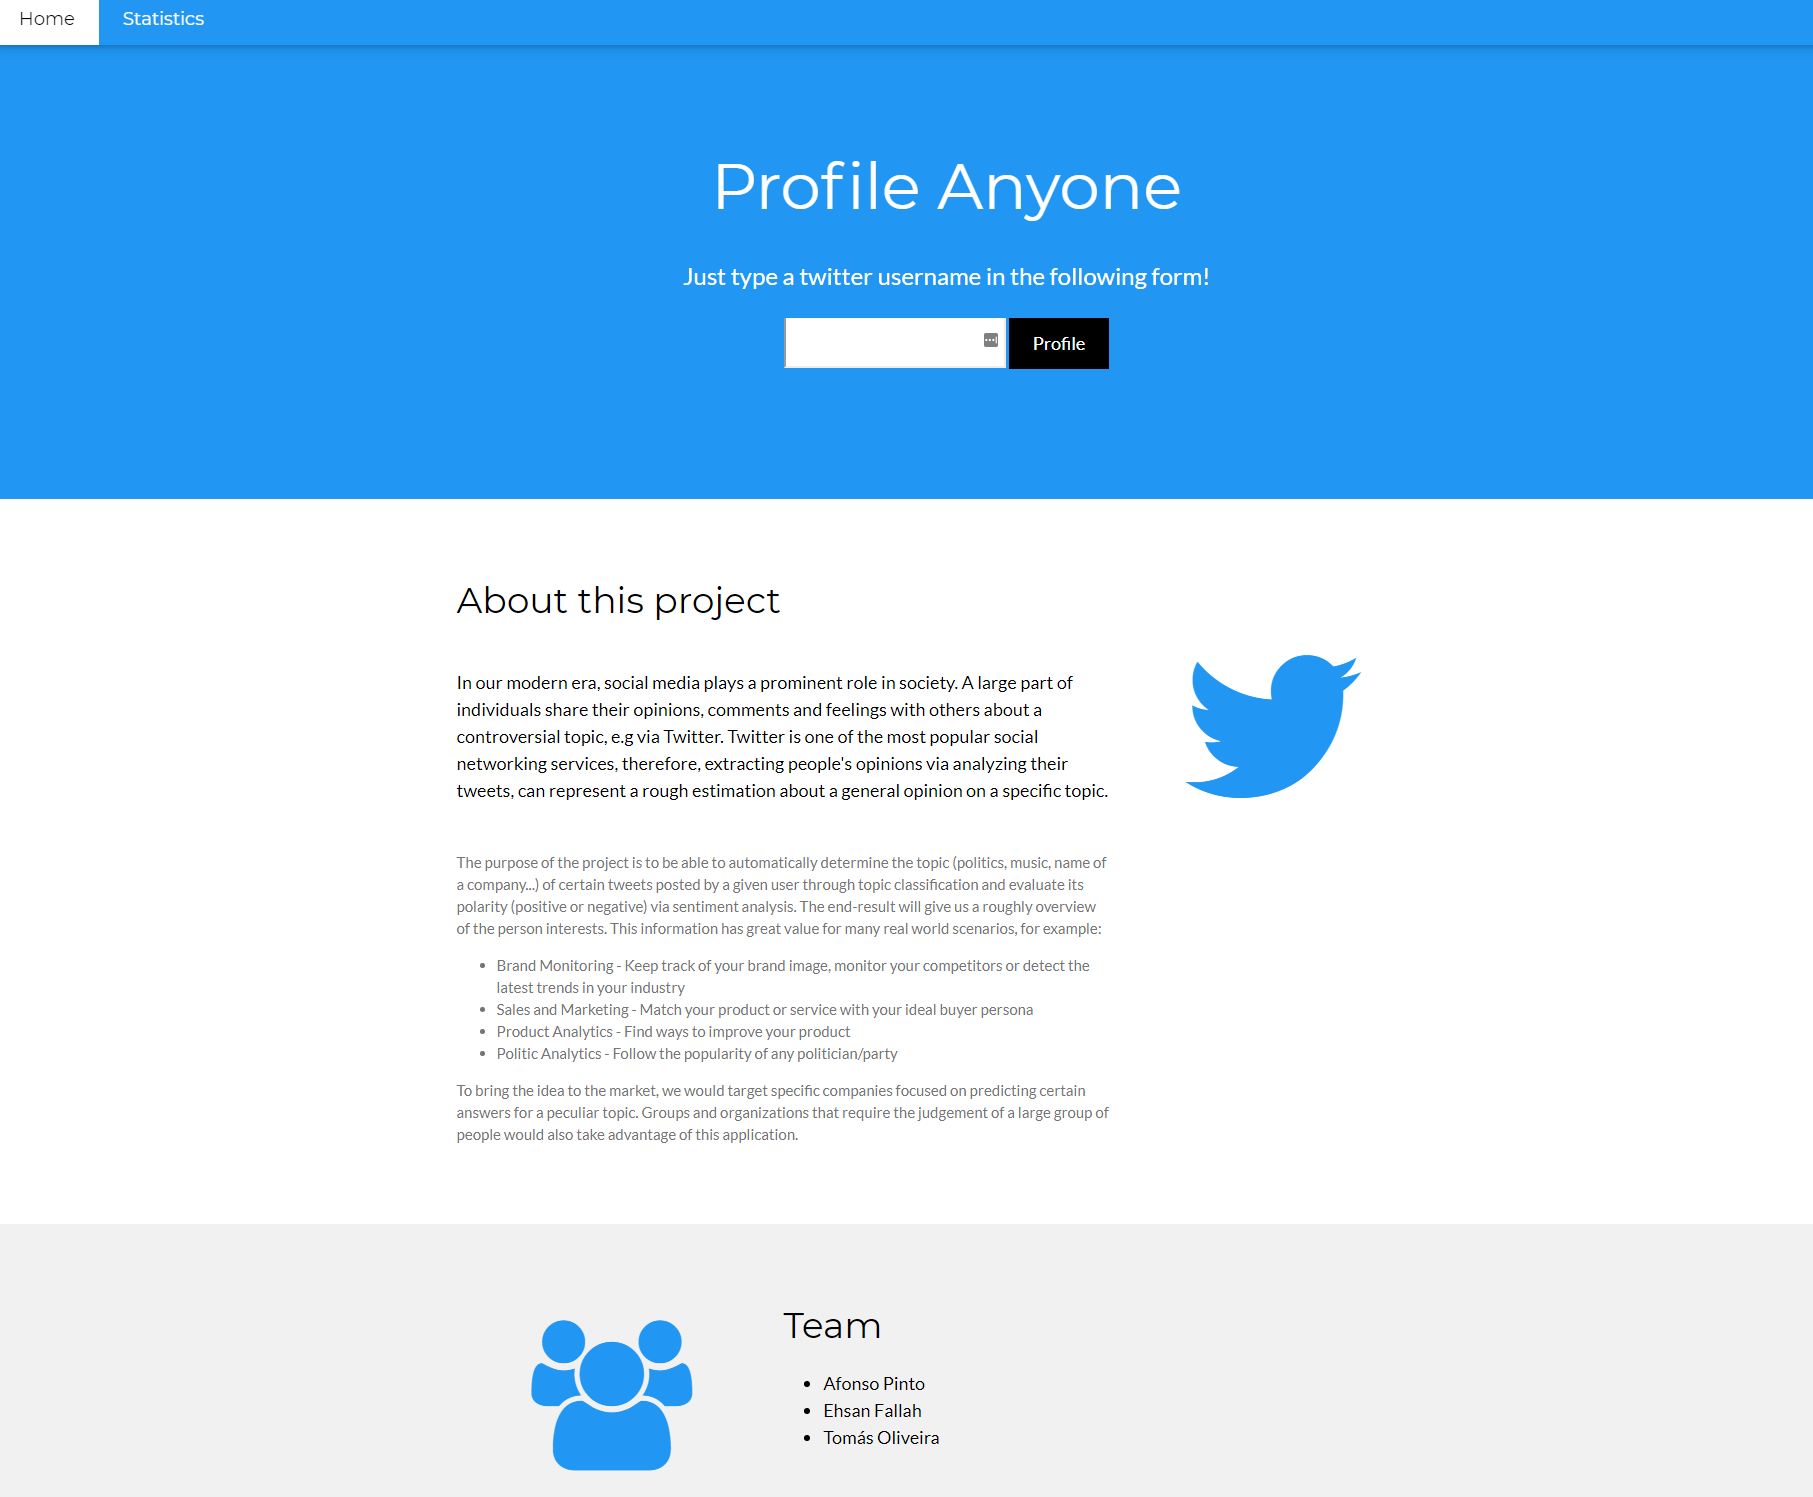 Home
Statistics
Profile Anyone
Just type a twitter username in the following form!
Profile
About this project
In our modern era, social media plays a prominent role in society. A large part of
individuals share their opinions, comments and feelings with others about a
controversial topic, e.g via Twitter. Twitter is one of the most popular social
networking services, therefore, extracting people's opinions via analyzing their
tweets, can represent a rough estimation about a general opinion on a specific topic.
The purpose of the project is to be able to automatically determine the topic (politics, music, name of
a company...) of certain tweets posted by a given user through topic classification and evaluate its
polarity (positive or negative) via sentiment analysis. The end-result will give us a roughly overview
of the person interests. This information has great value for many real world scenarios, for example:
• Brand Monitoring - Keep track of your brand image, monitor your competitors or detect the
latest trends in your industry
• Sales and Marketing - Match your product or service with your ideal buyer persona
• Product Analytics - Find ways to improve your product
• Politic Analytics - Follow the popularity of any politician/party
To bring the idea to the market, we would target specific companies focused on predicting certain
answers for a peculiar topic. Groups and organizations that require the judgement of a large group of
people would also take advantage of this application.
Team
• Afonso Pinto
• Ehsan Fallah
• Tomás Oliveira